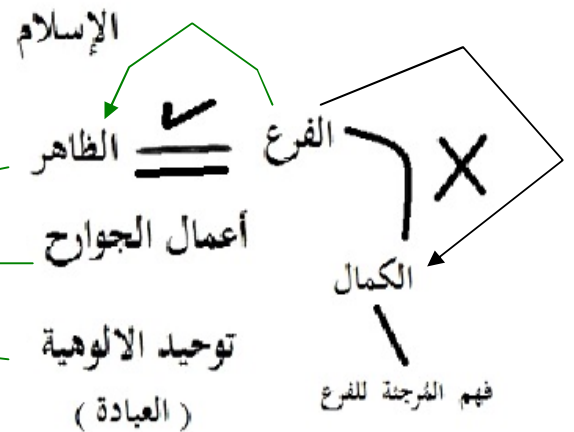 الإسلام
الفرع
الظاهر
أعمال الجوارح
الكمال
توحيد الالوهية
فهم المُرجئة للفرع
( العبادة )